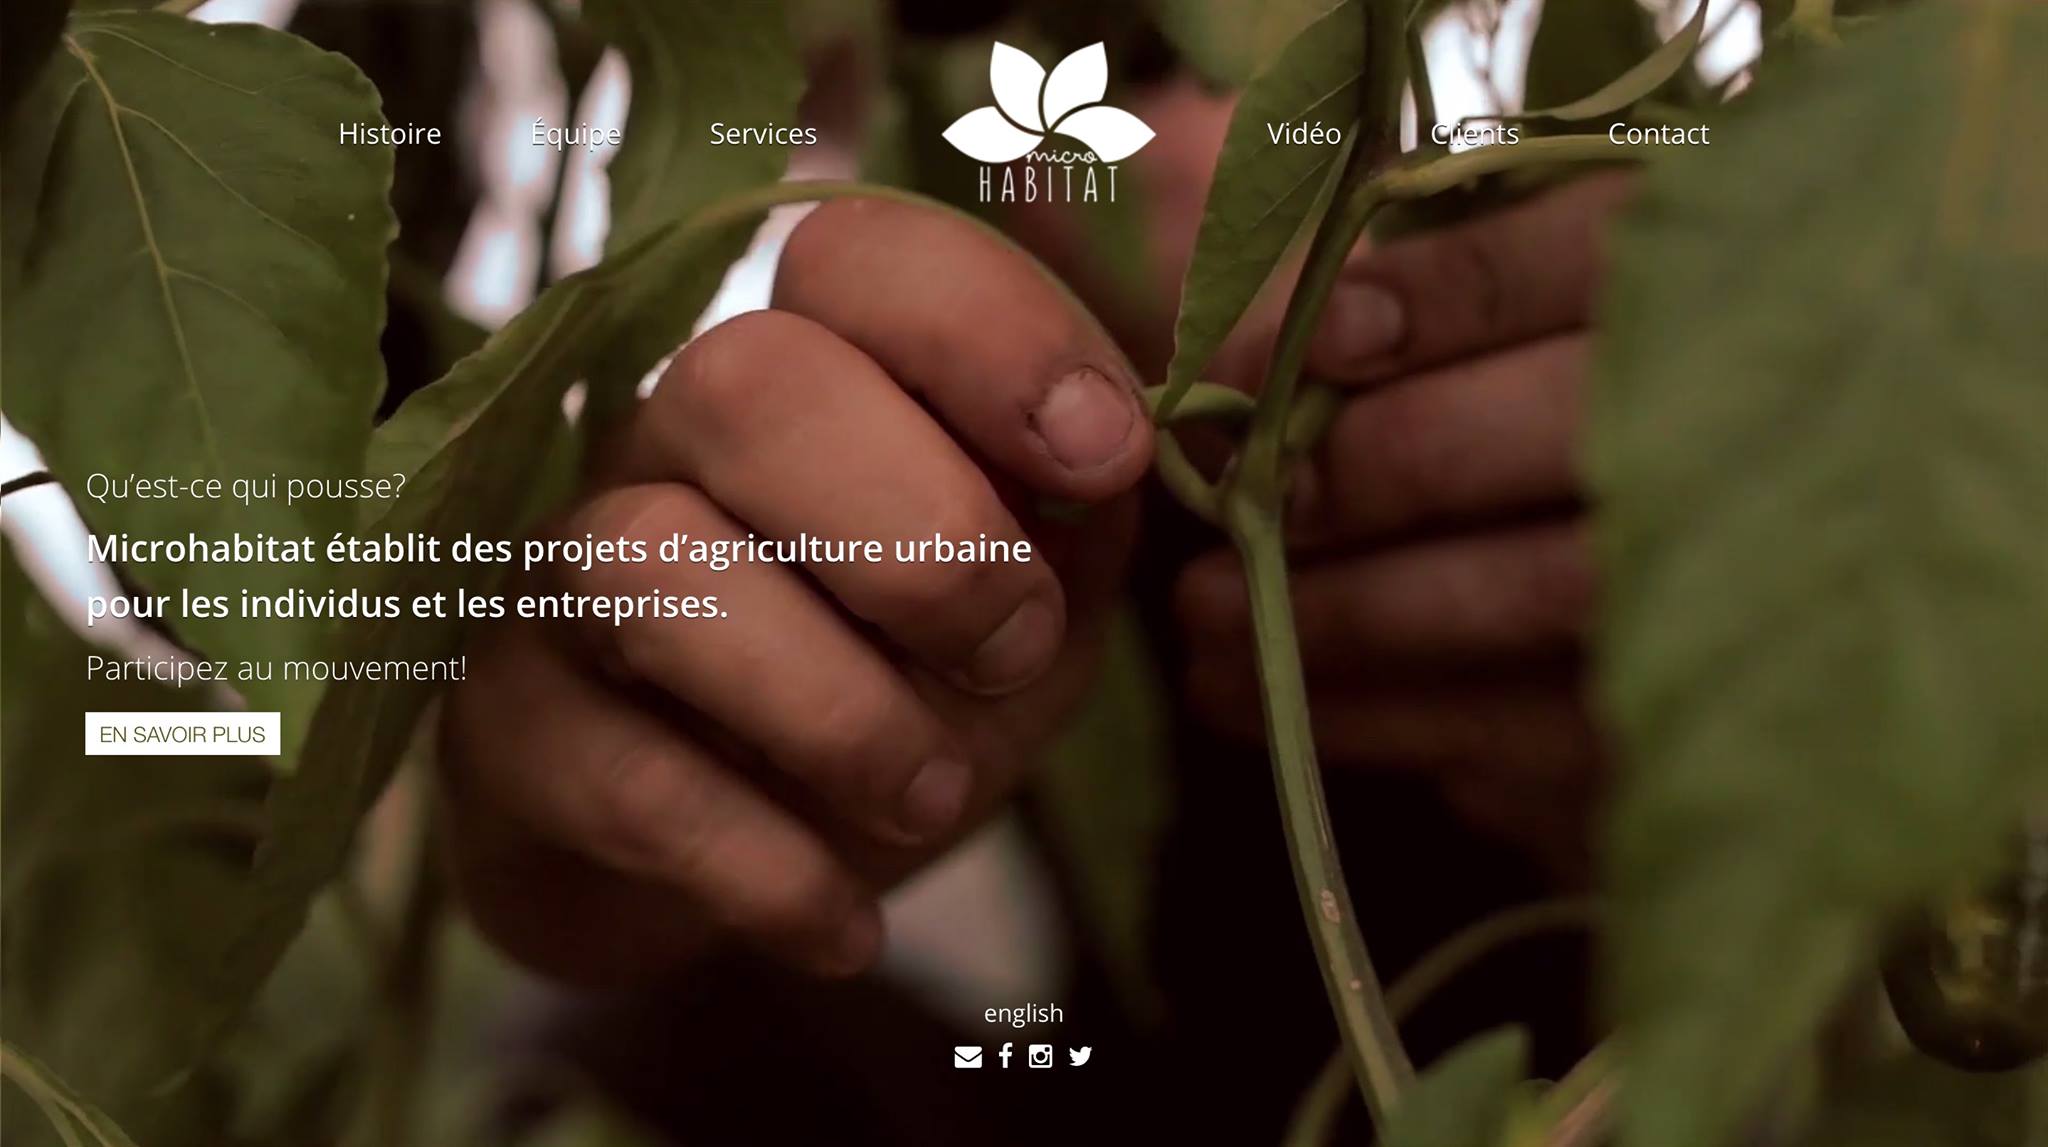 Histoire
Équipe
Services
micro
HABITAT
Vidéo
Clients
Contact
Qu’est-ce qui pousse?
Microhabitat établit des projets d’agriculture urbaine
pour les individus et les entreprises.
Participez au mouvement!
EN SAVOIR PLUS
english